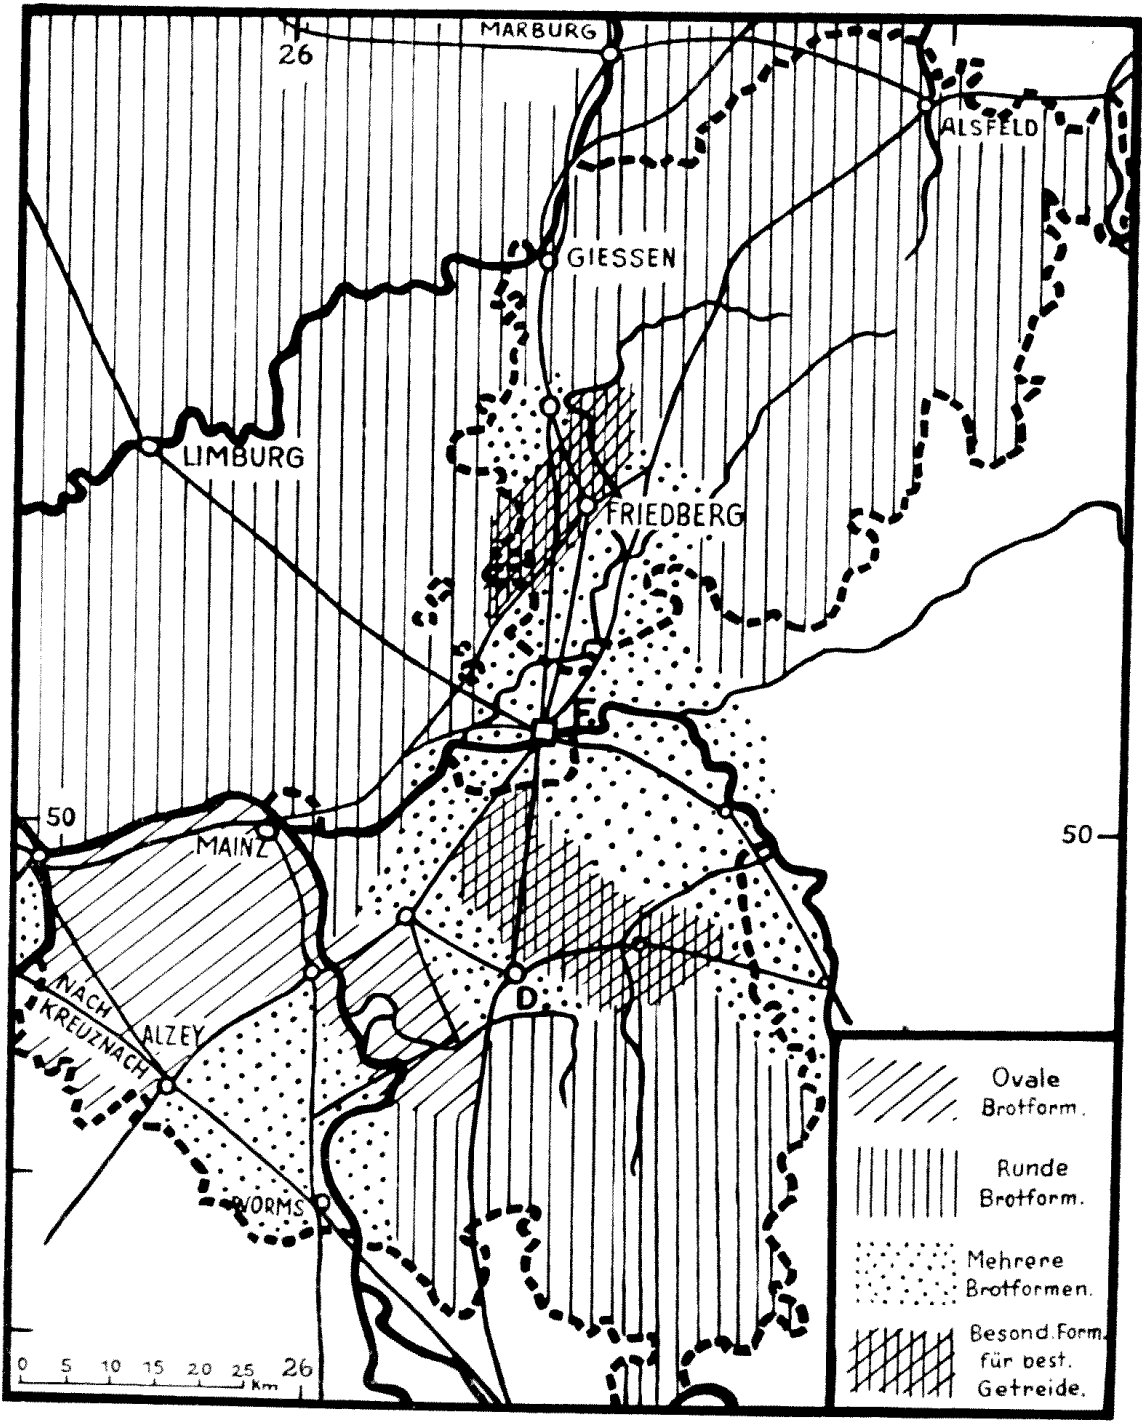 MARBURG
26
ALSFELD
GIESSEN
LIMBURG
FRIEDBERG
F
50
MAINZ
50
NACH
KREUZNACH
ALZEY
D
WORMS
Ovale
Brotform.
Runde
Brotform.
Mehrere
Brotformen.
Besond. Form.
für best.
Getreide.
0 5 10 15 20 25 Km
26